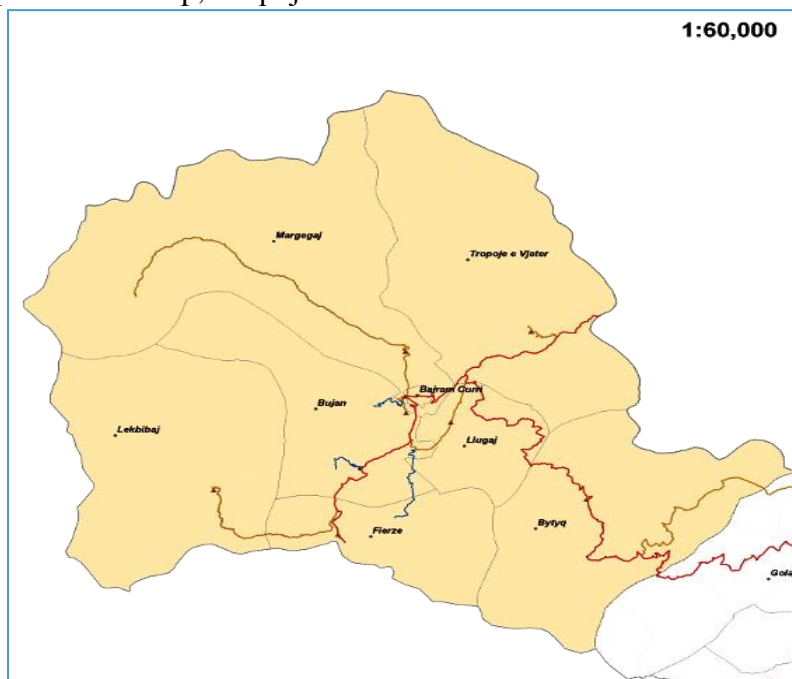 1:60,000
Margegaj
Tropoje e Vjeter
Bajram Curri
Bujan
Lekbibaj
Llugaj
Fierze
Bytyq